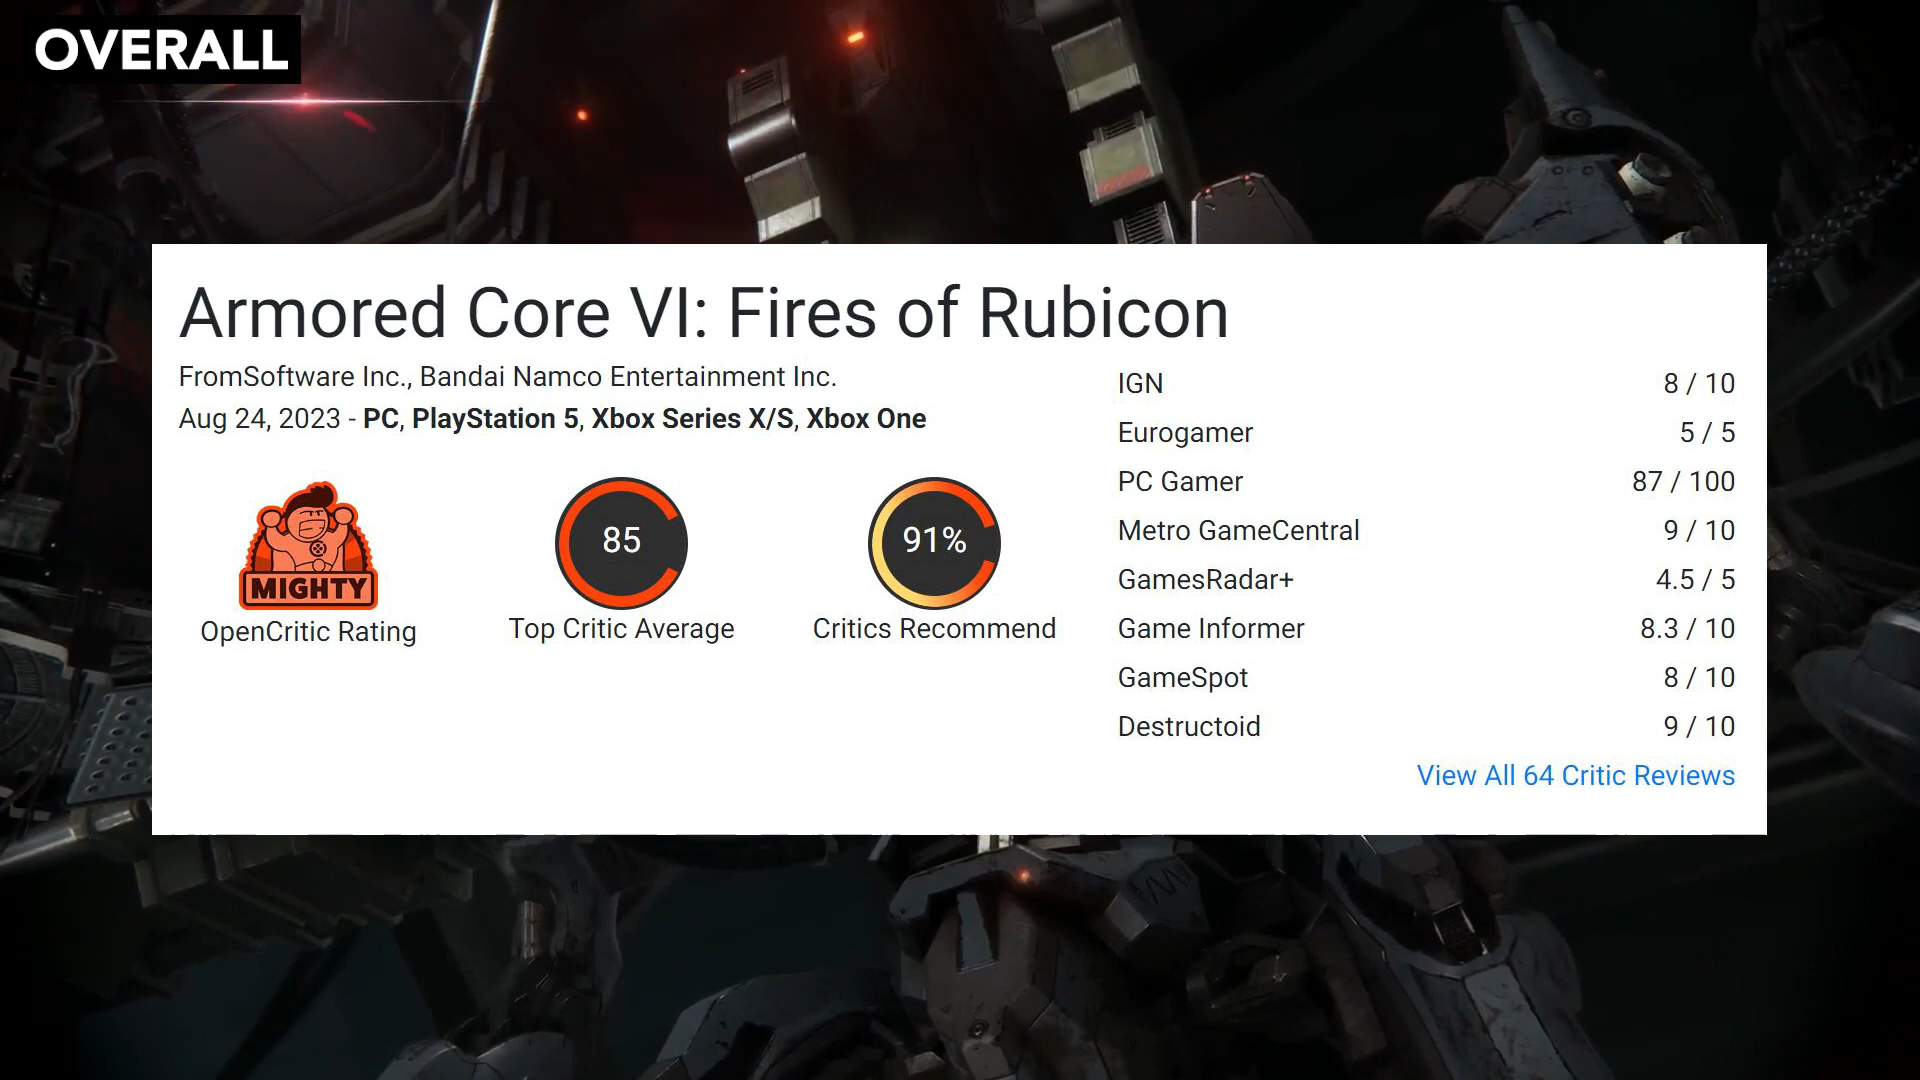 OVERALL
Armored Core VI: Fires of Rubicon
FromSoftware Inc., Bandai Namco Entertainment Inc.
Aug 24, 2023 - PC, PlayStation 5, Xbox Series X/S, Xbox One
MIGHTY
OpenCritic Rating
85
Top Critic Average
91%
Critics Recommend
IGN 8 / 10
Eurogamer 5 / 5
PC Gamer 87 / 100
Metro GameCentral 9 / 10
GamesRadar+ 4.5 / 5
Game Informer 8.3 / 10
GameSpot 8 / 10
Destructoid 9 / 10
View All 64 Critic Reviews